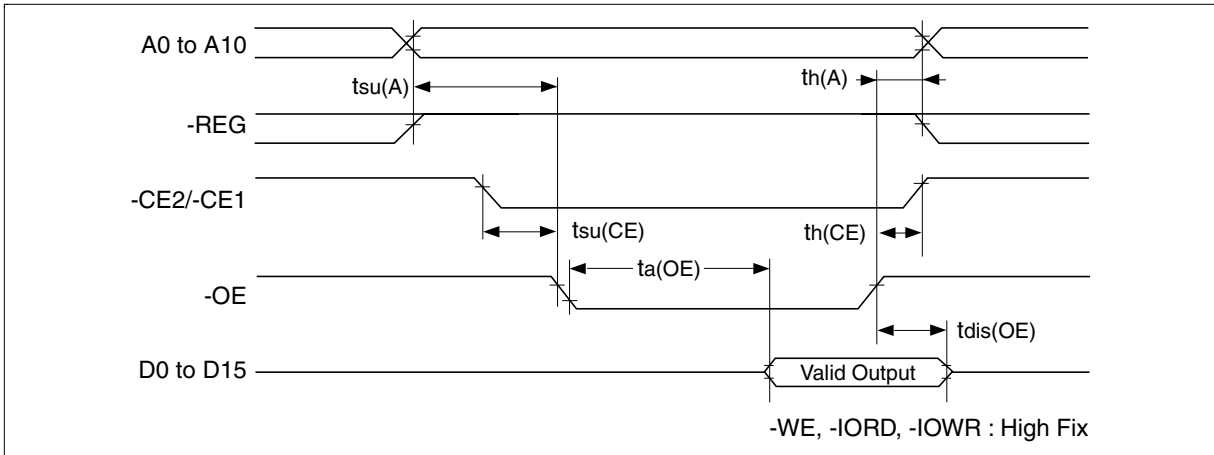 A0 to A10
tsu(A)
th(A)
-REG
-CE2/-CE1
tsu(CE)
th(CE)
ta(OE)
-OE
tdis(OE)
D0 to D15
Valid Output
-WE, -IORD, -IOWR : High Fix